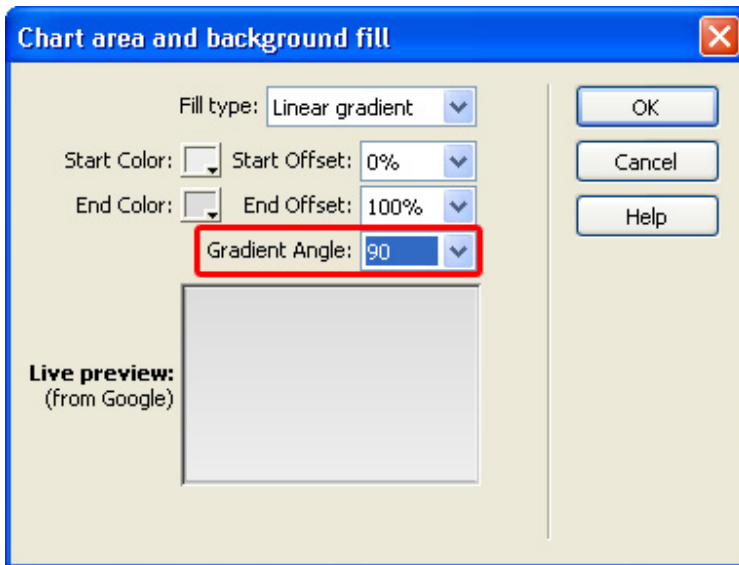 Chart area and background fill
Fill type: Linear gradient
OK
Start Color: Start Offset: 0%
Cancel
End Color: End Offset: 100%
Help
Gradient Angle: 90
Live preview:
(from Google)